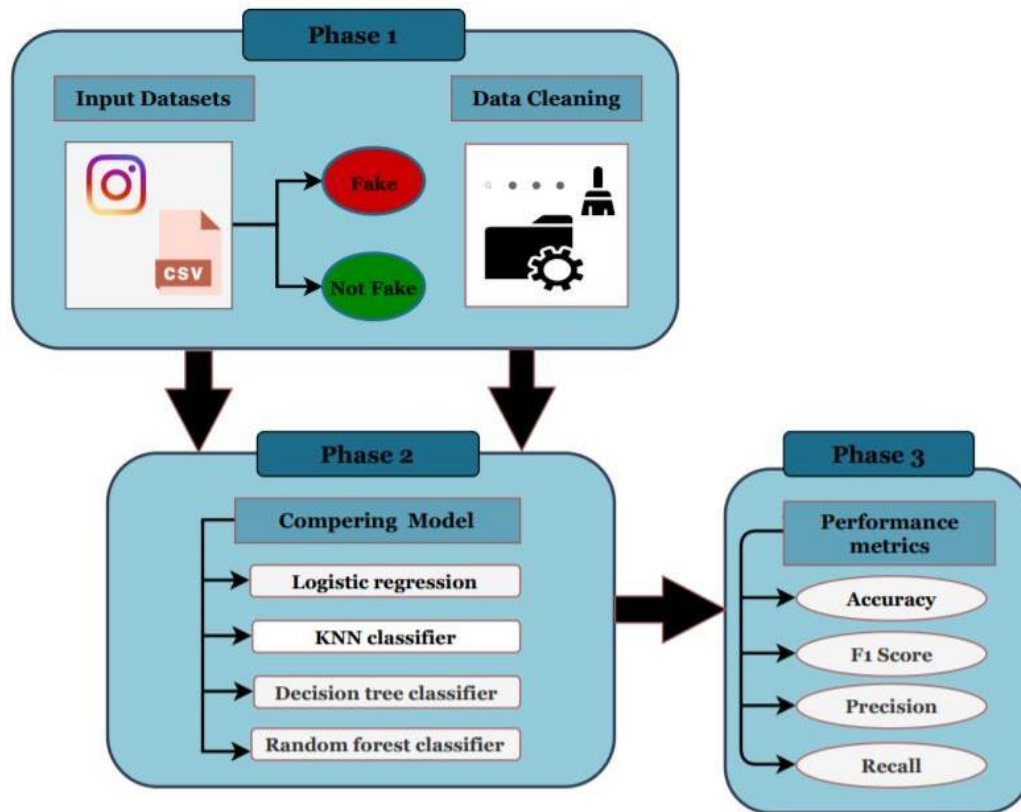 Phase 1
Input Datasets
Data Cleaning
Fake
CSV
Not Fake
Phase 2
Phase 3
Compering Model
Performance
metrics
Logistic regression
Accuracy
KNN classifier
F1 Score
Decision tree classifier
Precision
Random forest classifier
Recall